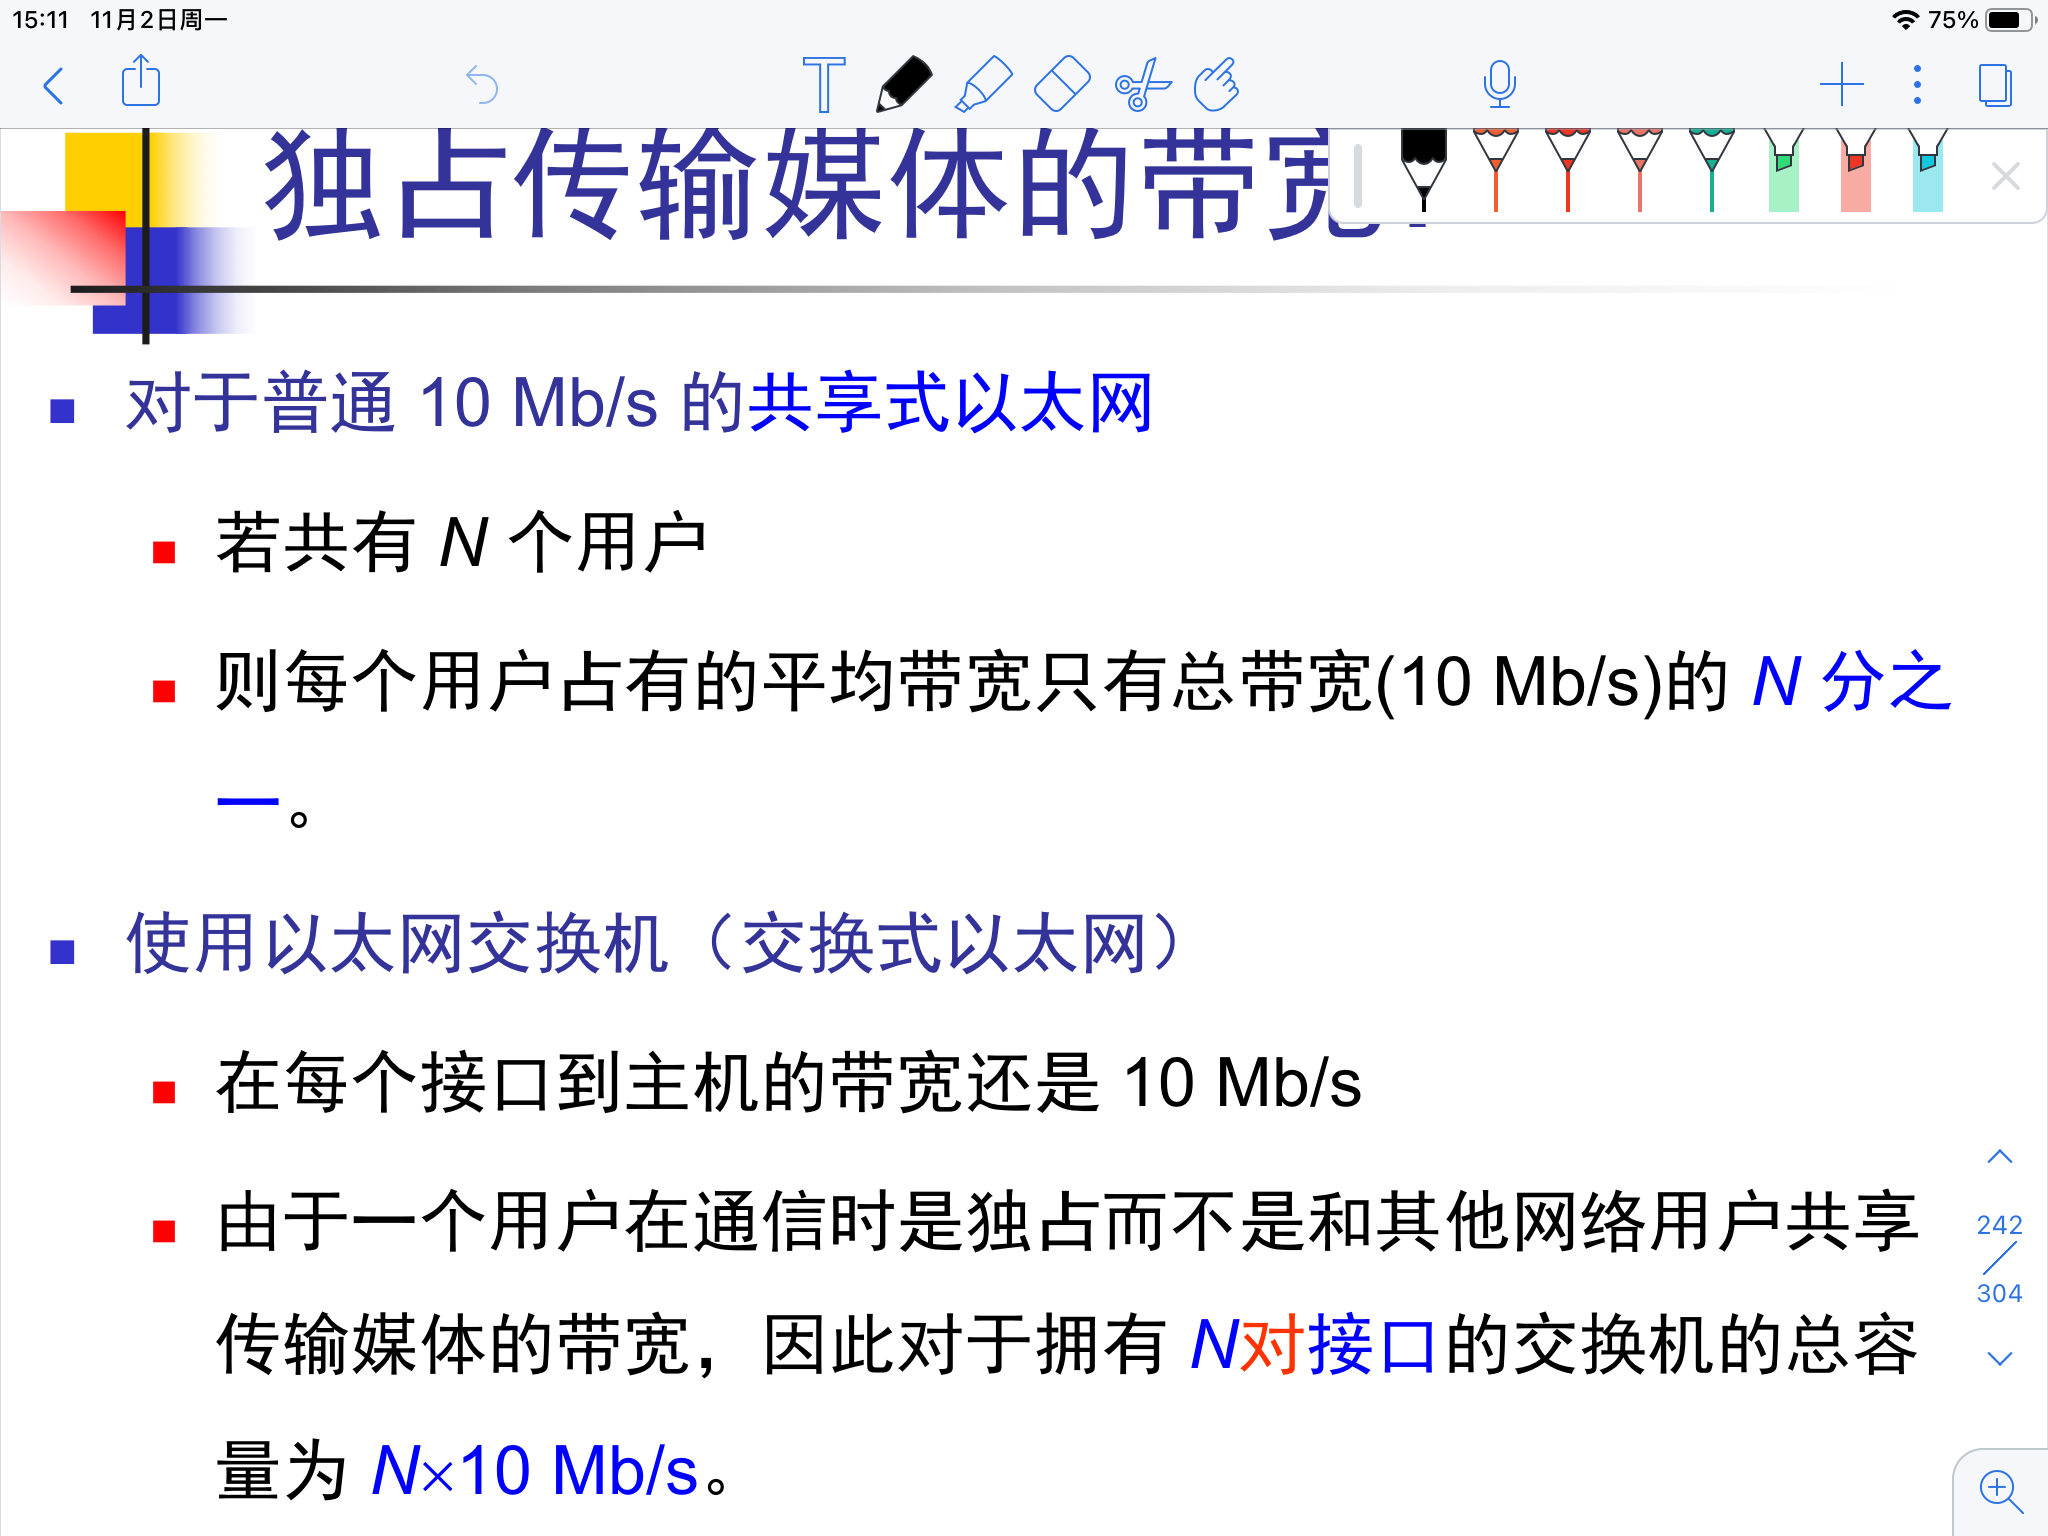 15:11 11月2日周一
75%
T
独占传输媒体的带宽
对于普通 10 Mb/s 的共享式以太网
若共有 N 个用户
则每个用户占有的平均带宽只有总带宽(10 Mb/s)的 N 分之
一。
使用以太网交换机（交换式以太网）
在每个接口到主机的带宽还是 10 Mb/s
由于一个用户在通信时是独占而不是和其他网络用户共享
传输媒体的带宽，因此对于拥有 N对接口的交换机的总容
量为 N×10 Mb/s。
242
304